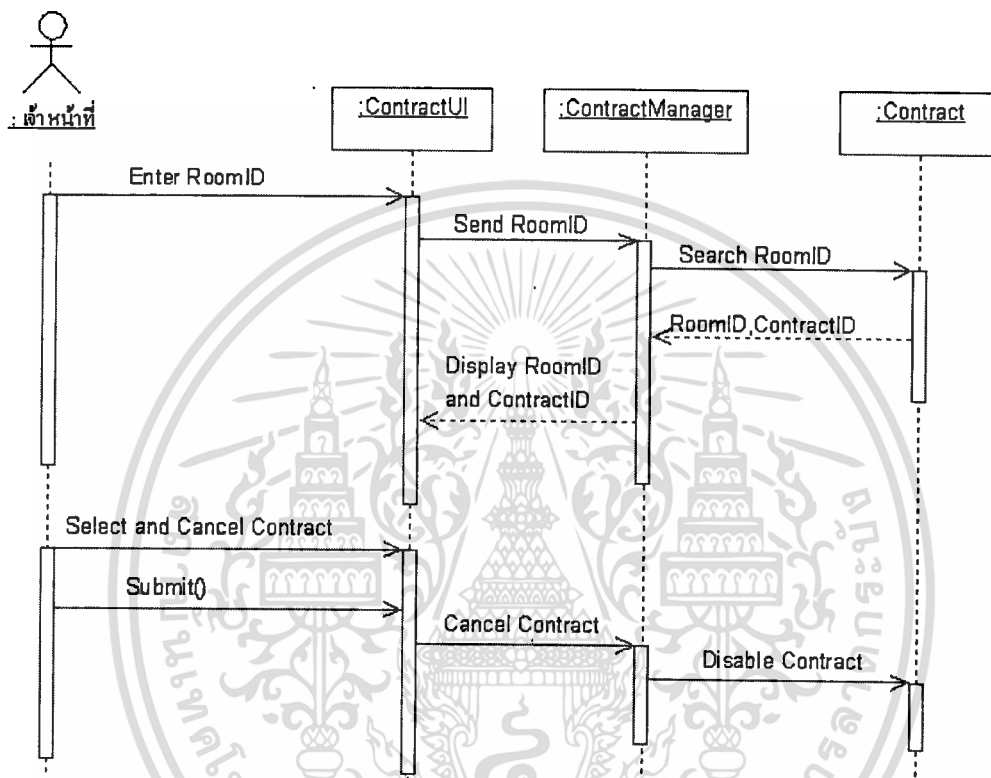 : เจ้าหน้าที่
:ContractUI
:ContractManager
:Contract
Enter RoomID
Send RoomID
Search RoomID
RoomID,ContractID
Display RoomID
and ContractID
Select and Cancel Contract
Submit()
Cancel Contract
Disable Contract